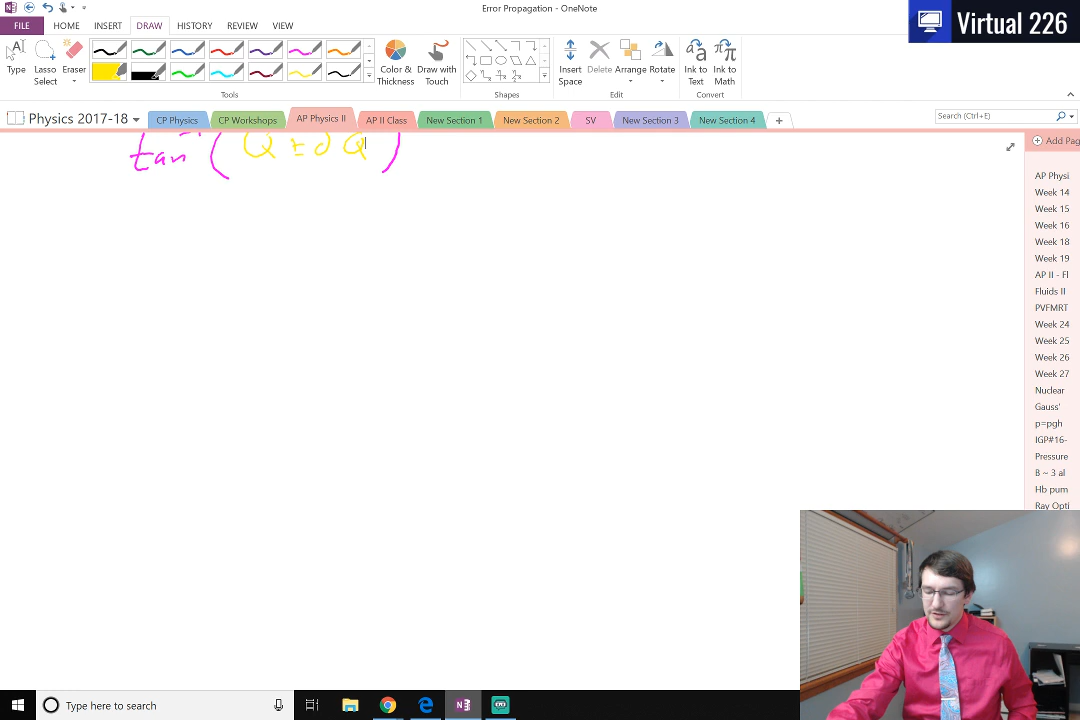 Error Propagation - OneNote
Virtual 226
FILE HOME INSERT DRAW HISTORY REVIEW VIEW
Type
Lasso Select
Eraser
Color & Thickness
Draw with Touch
Insert Space
Delete
Arrange
Rotate
Ink to Text
Ink to Math
Tools
Shapes
Edit
Convert
Physics 2017-18
CP Physics
CP Workshops
AP Physics II
AP II Class
New Section 1
New Section 2
SV
New Section 3
New Section 4
Search (Ctrl+E)
Add Pag
tan⁻¹ ( Q ± ∂Q )
AP Physi
Week 14
Week 15
Week 16
Week 18
Week 19
AP II - Fl
Fluids II
PVFMRT
Week 24
Week 25
Week 26
Week 27
Nuclear
Gauss'
p=pgh
IGP#16-
Pressure
B ~ 3 al
Hb pum
Ray Opti
Type here to search